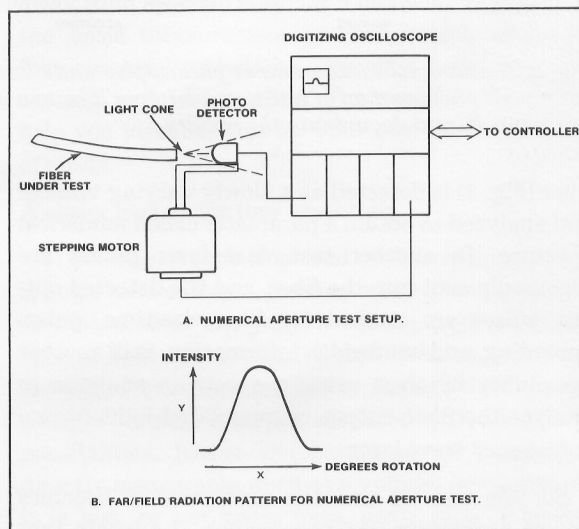 DIGITIZING OSCILLOSCOPE
PHOTO
DETECTOR
LIGHT CONE
TO CONTROLLER
FIBER
UNDER TEST
STEPPING MOTOR
A. NUMERICAL APERTURE TEST SETUP.
INTENSITY
Y
X
DEGREES ROTATION
B. FAR/FIELD RADIATION PATTERN FOR NUMERICAL APERTURE TEST.